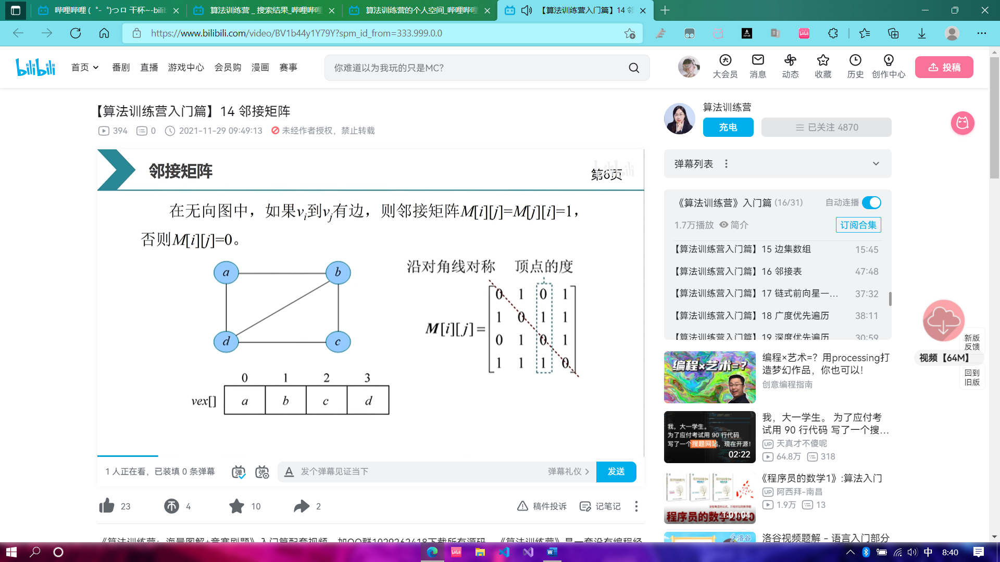 哔哩哔哩 (゜-゜)つロ 干杯~-bilib
算法训练营_搜索结果_哔哩哔哩
算法训练营的个人空间_哔哩哔哩
【算法训练营入门篇】14 邻
https://www.bilibili.com/video/BV1b44y1Y79Y?spm_id_from=333.999.0.0
bilibili
首页 番剧 直播 游戏中心 会员购 漫画 赛事
你难道以为我玩的只是MC?
大会员 消息 动态 收藏 历史 创作中心
投稿
【算法训练营入门篇】14 邻接矩阵
394 0 2021-11-29 09:49:13 未经作者授权，禁止转载
邻接矩阵
第6页
bilibili
在无向图中，如果vi到vj有边，则邻接矩阵M[i][j]=M[j][i]=1，
否则M[i][j]=0。
a b
d c
0 1 2 3
vex[] a b c d
沿对角线对称 顶点的度
M[i][j]=
0 1 0 1
1 0 1 1
0 1 0 1
1 1 1 0
1 人正在看，已装填 0 条弹幕
弹 弹
发个弹幕见证当下
弹幕礼仪 >
发送
23 4 10 2
稿件投诉 记笔记
《算法训练营：海量图解+竞赛刷题》入门篇配套视频，加QQ群1029262418下载所有源码。《算法训练营》是一套没有编程经
算法训练营
充电
已关注 4870
弹幕列表
《算法训练营》入门篇 (16/31) 自动连播
1.7万播放 简介 订阅合集
【算法训练营入门篇】15 边集数组 15:45
【算法训练营入门篇】16 邻接表 47:48
【算法训练营入门篇】17 链式前向星一... 37:32
【算法训练营入门篇】18 广度优先遍历 38:11
【算法训练营入门篇】19 深度优先遍历 30:59
编程×艺术=?
编程×艺术=？用processing打
造梦幻作品，你也可以！
创意编程指南
我，大一学生。
为了应付考试用 90 行代码
写了一个搜题网站，现在开源！
02:22
我，大一学生。 为了应付考
试用 90 行代码 写了一个搜...
UP 天真才不傻呢
64.8万 318
程序员的数学2020
1:01:04
《程序员的数学1》:算法入门
UP 阿西拜-南昌
1.9万 13
洛谷视频题解 - 语言入门部分
新版
反馈
视频【64M】
回到
旧版
中 8:40